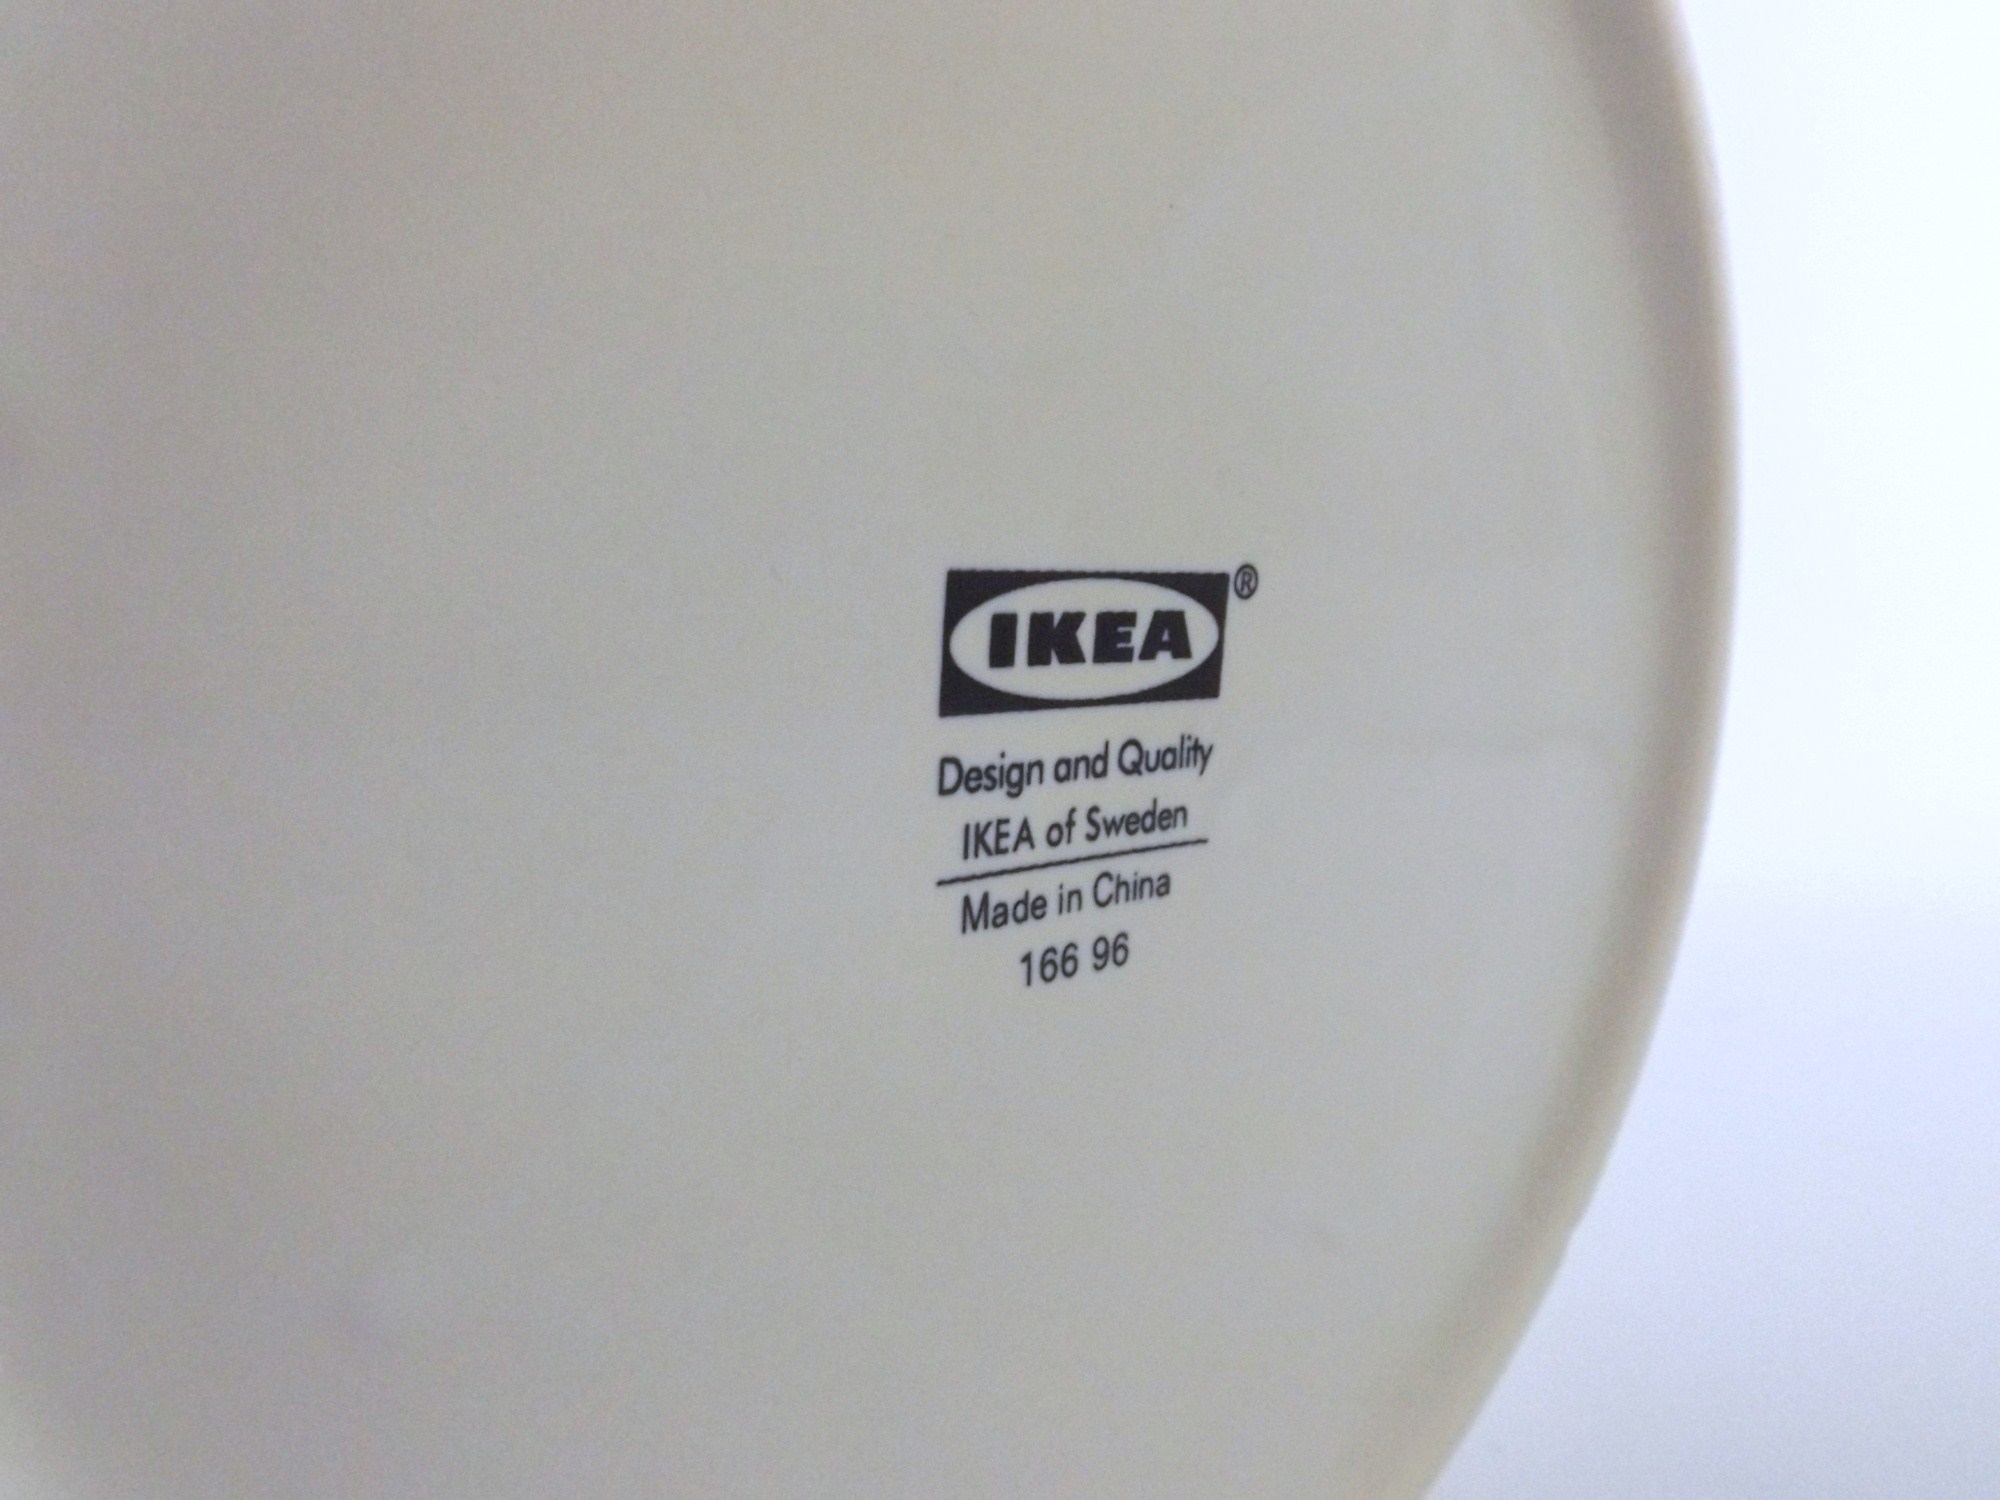 IKEA®
Design and Quality
IKEA of Sweden
Made in China
166 96